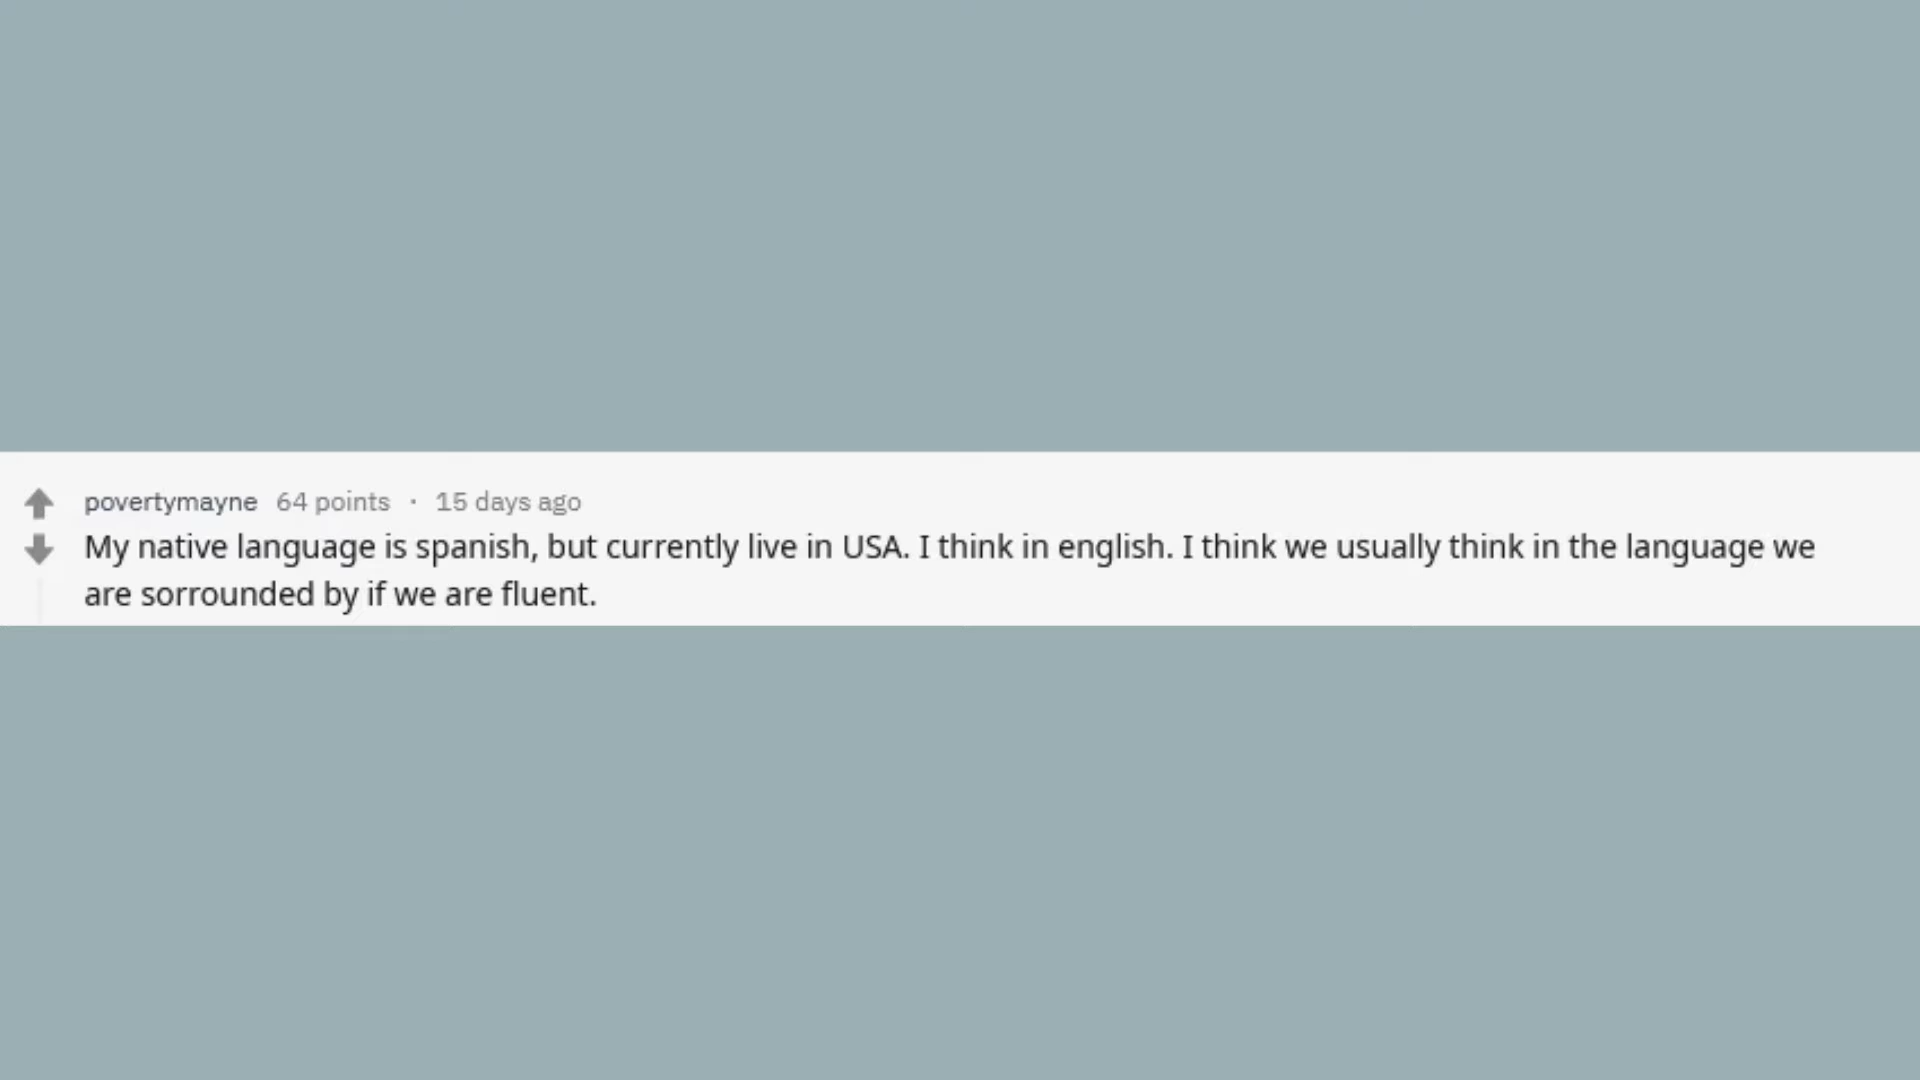 povertymayne 64 points · 15 days ago
My native language is spanish, but currently live in USA. I think in english. I think we usually think in the language we
are sorrounded by if we are fluent.